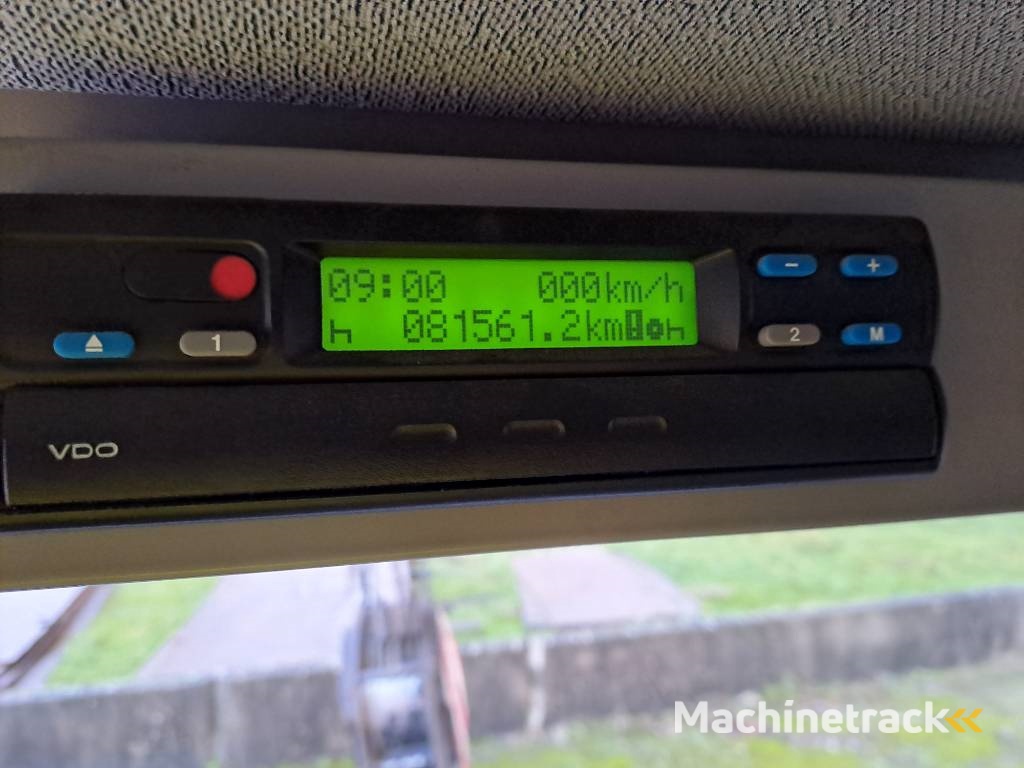 09:00 000km/h
081561.2km
1
2
- +
M
VDO
Machinetrack